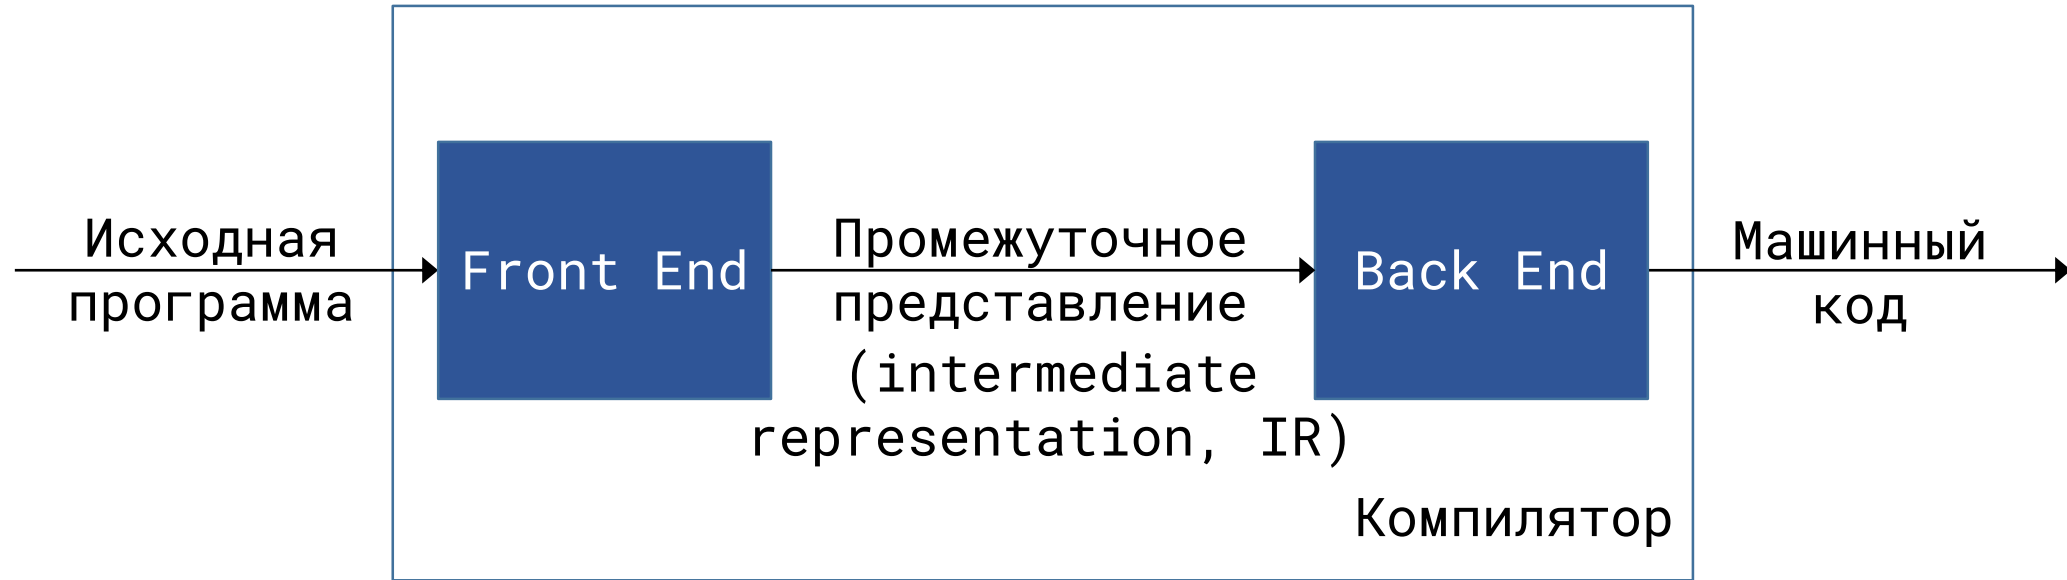 Исходная
программа
Front End
Промежуточное
представление
(intermediate
representation, IR)
Back End
Машинный
код
Компилятор